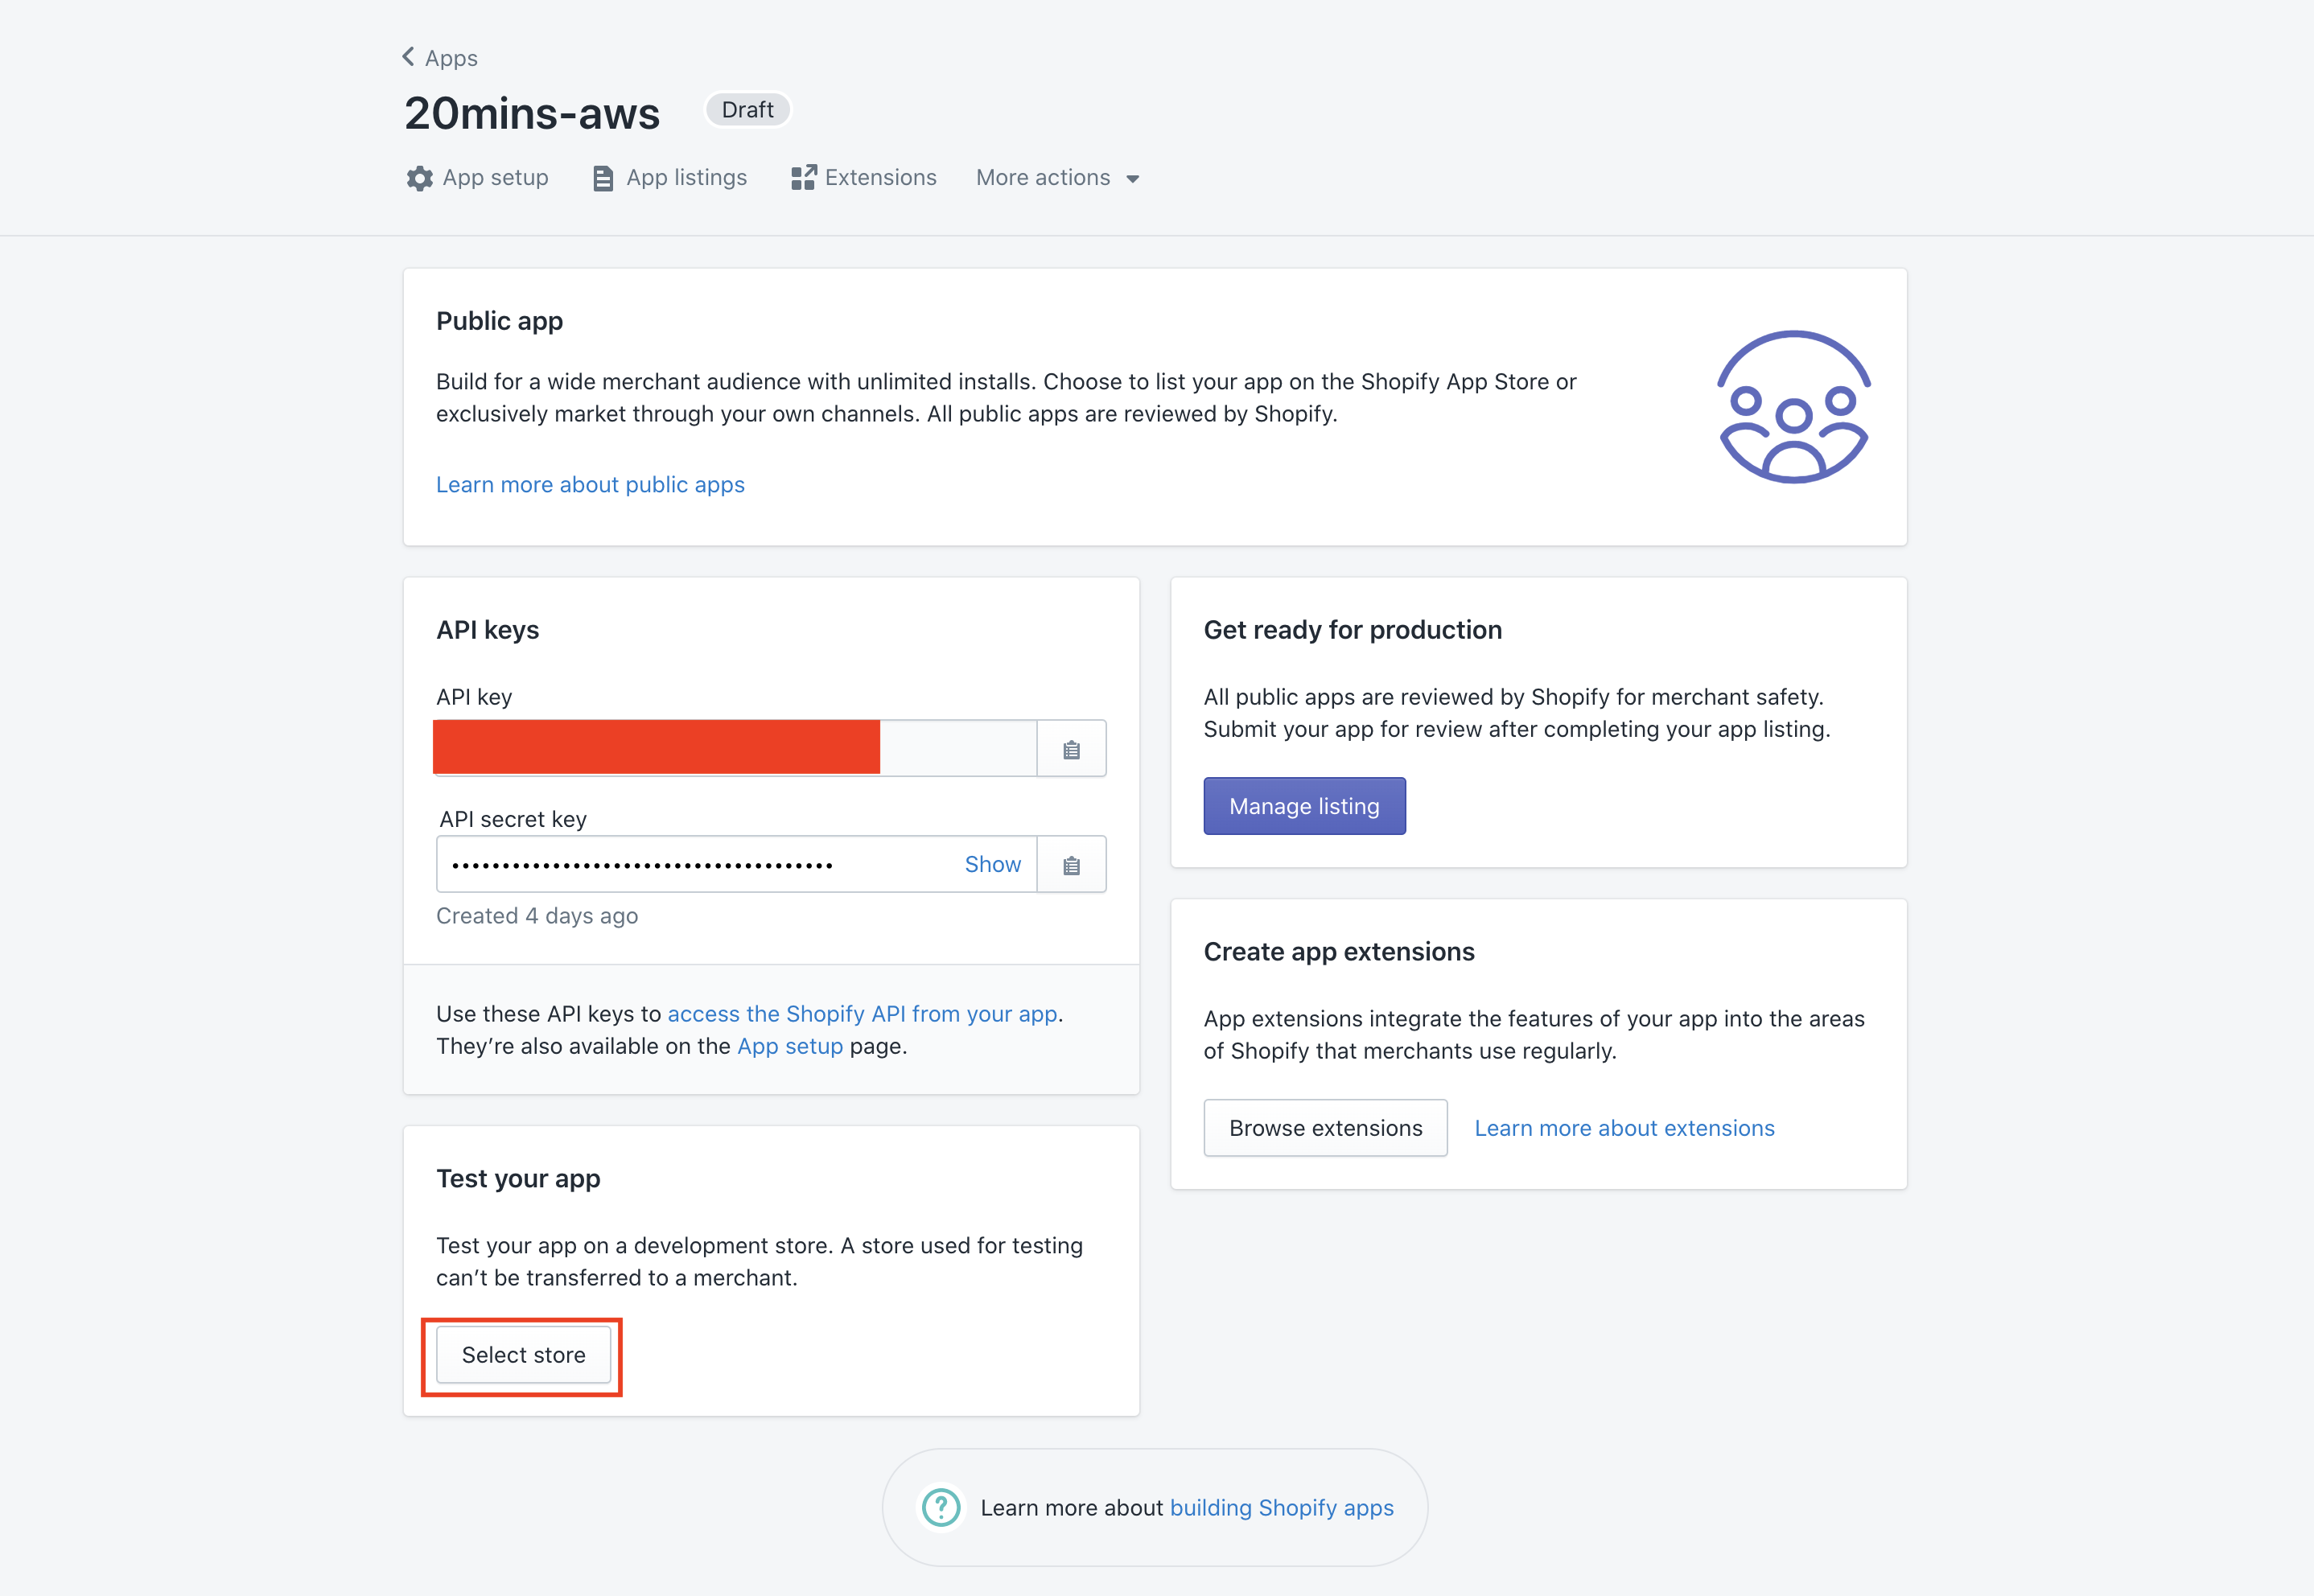 Apps
20mins-aws
Draft
App setup
App listings
Extensions
More actions
Public app
Build for a wide merchant audience with unlimited installs. Choose to list your app on the Shopify App Store or
exclusively market through your own channels. All public apps are reviewed by Shopify.
Learn more about public apps
API keys
API key
API secret key
••••••••••••••••••••••••••••••••••••••
Show
Created 4 days ago
Use these API keys to access the Shopify API from your app.
They’re also available on the App setup page.
Test your app
Test your app on a development store. A store used for testing
can’t be transferred to a merchant.
Select store
Get ready for production
All public apps are reviewed by Shopify for merchant safety.
Submit your app for review after completing your app listing.
Manage listing
Create app extensions
App extensions integrate the features of your app into the areas
of Shopify that merchants use regularly.
Browse extensions
Learn more about extensions
Learn more about building Shopify apps